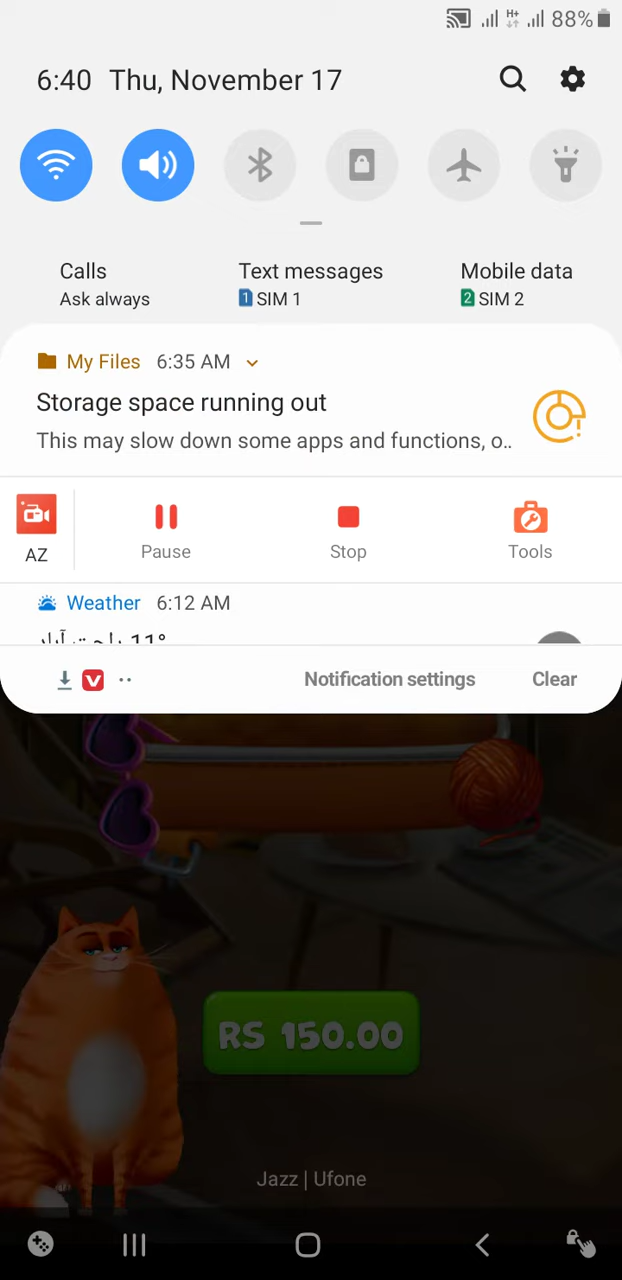 H+ 88%
6:40 Thu, November 17
Calls
Ask always
Text messages
1 SIM 1
Mobile data
2 SIM 2
My Files 6:35 AM
Storage space running out
This may slow down some apps and functions, o..
AZ
Pause
Stop
Tools
Weather 6:12 AM
11°
Notification settings
Clear
RS 150.00
Jazz | Ufone